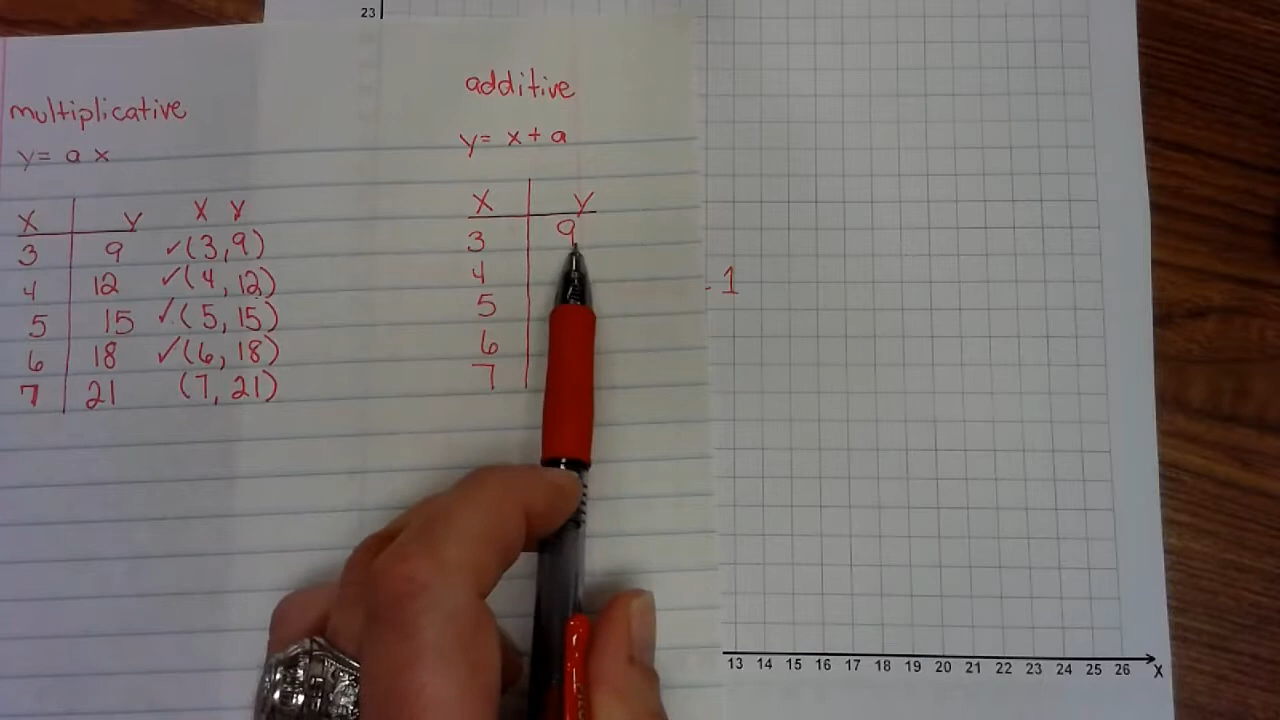 23
multiplicative
y= a x
X Y X Y
3 9 ✓(3,9)
4 12 ✓(4,12)
5 15 ✓(5,15)
6 18 ✓(6,18)
7 21 (7,21)
additive
y= x + a
X Y
3 9
4
5
6
7
. 1
13 14 15 16 17 18 19 20 21 22 23 24 25 26 X